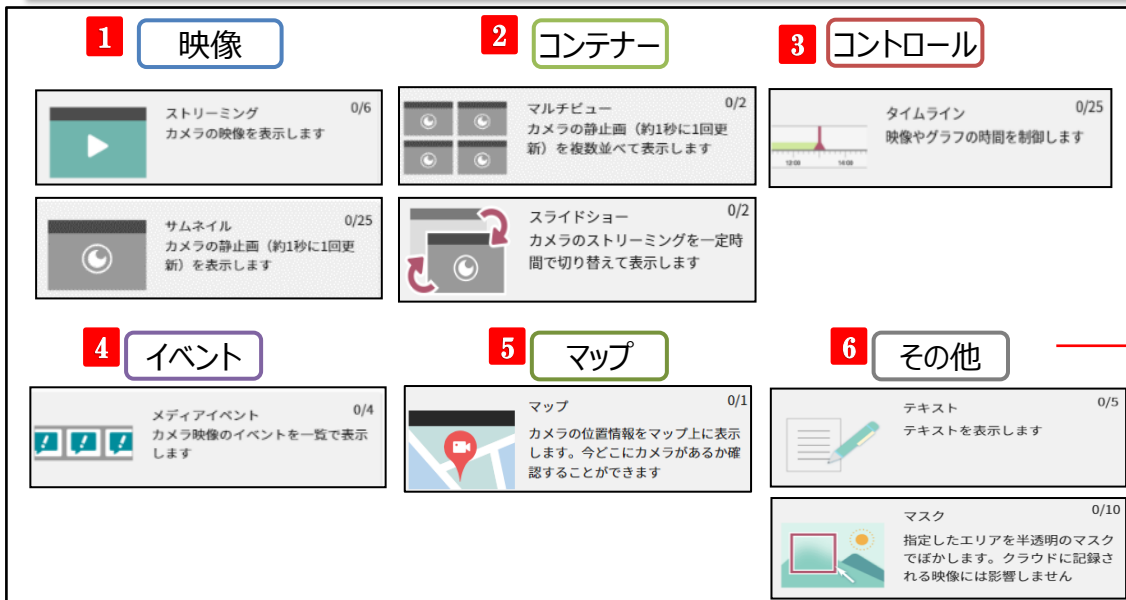 1 映像
ストリーミング 0/6
カメラの映像を表示します
サムネイル 0/25
カメラの静止画（約1秒に1回更
新）を表示します
2 コンテナー
マルチビュー 0/2
カメラの静止画（約1秒に1回更
新）を複数並べて表示します
スライドショー 0/2
カメラのストリーミングを一定時
間で切り替えて表示します
3 コントロール
タイムライン 0/25
映像やグラフの時間を制御します
12:00 14:00
4 イベント
メディアイベント 0/4
カメラ映像のイベントを一覧で表示
します
5 マップ
マップ 0/1
カメラの位置情報をマップ上に表示
します。今どこにカメラがあるか確
認することができます
6 その他
テキスト 0/5
テキストを表示します
マスク 0/10
指定したエリアを半透明のマスク
でぼかします。クラウドに記録さ
れる映像には影響しません